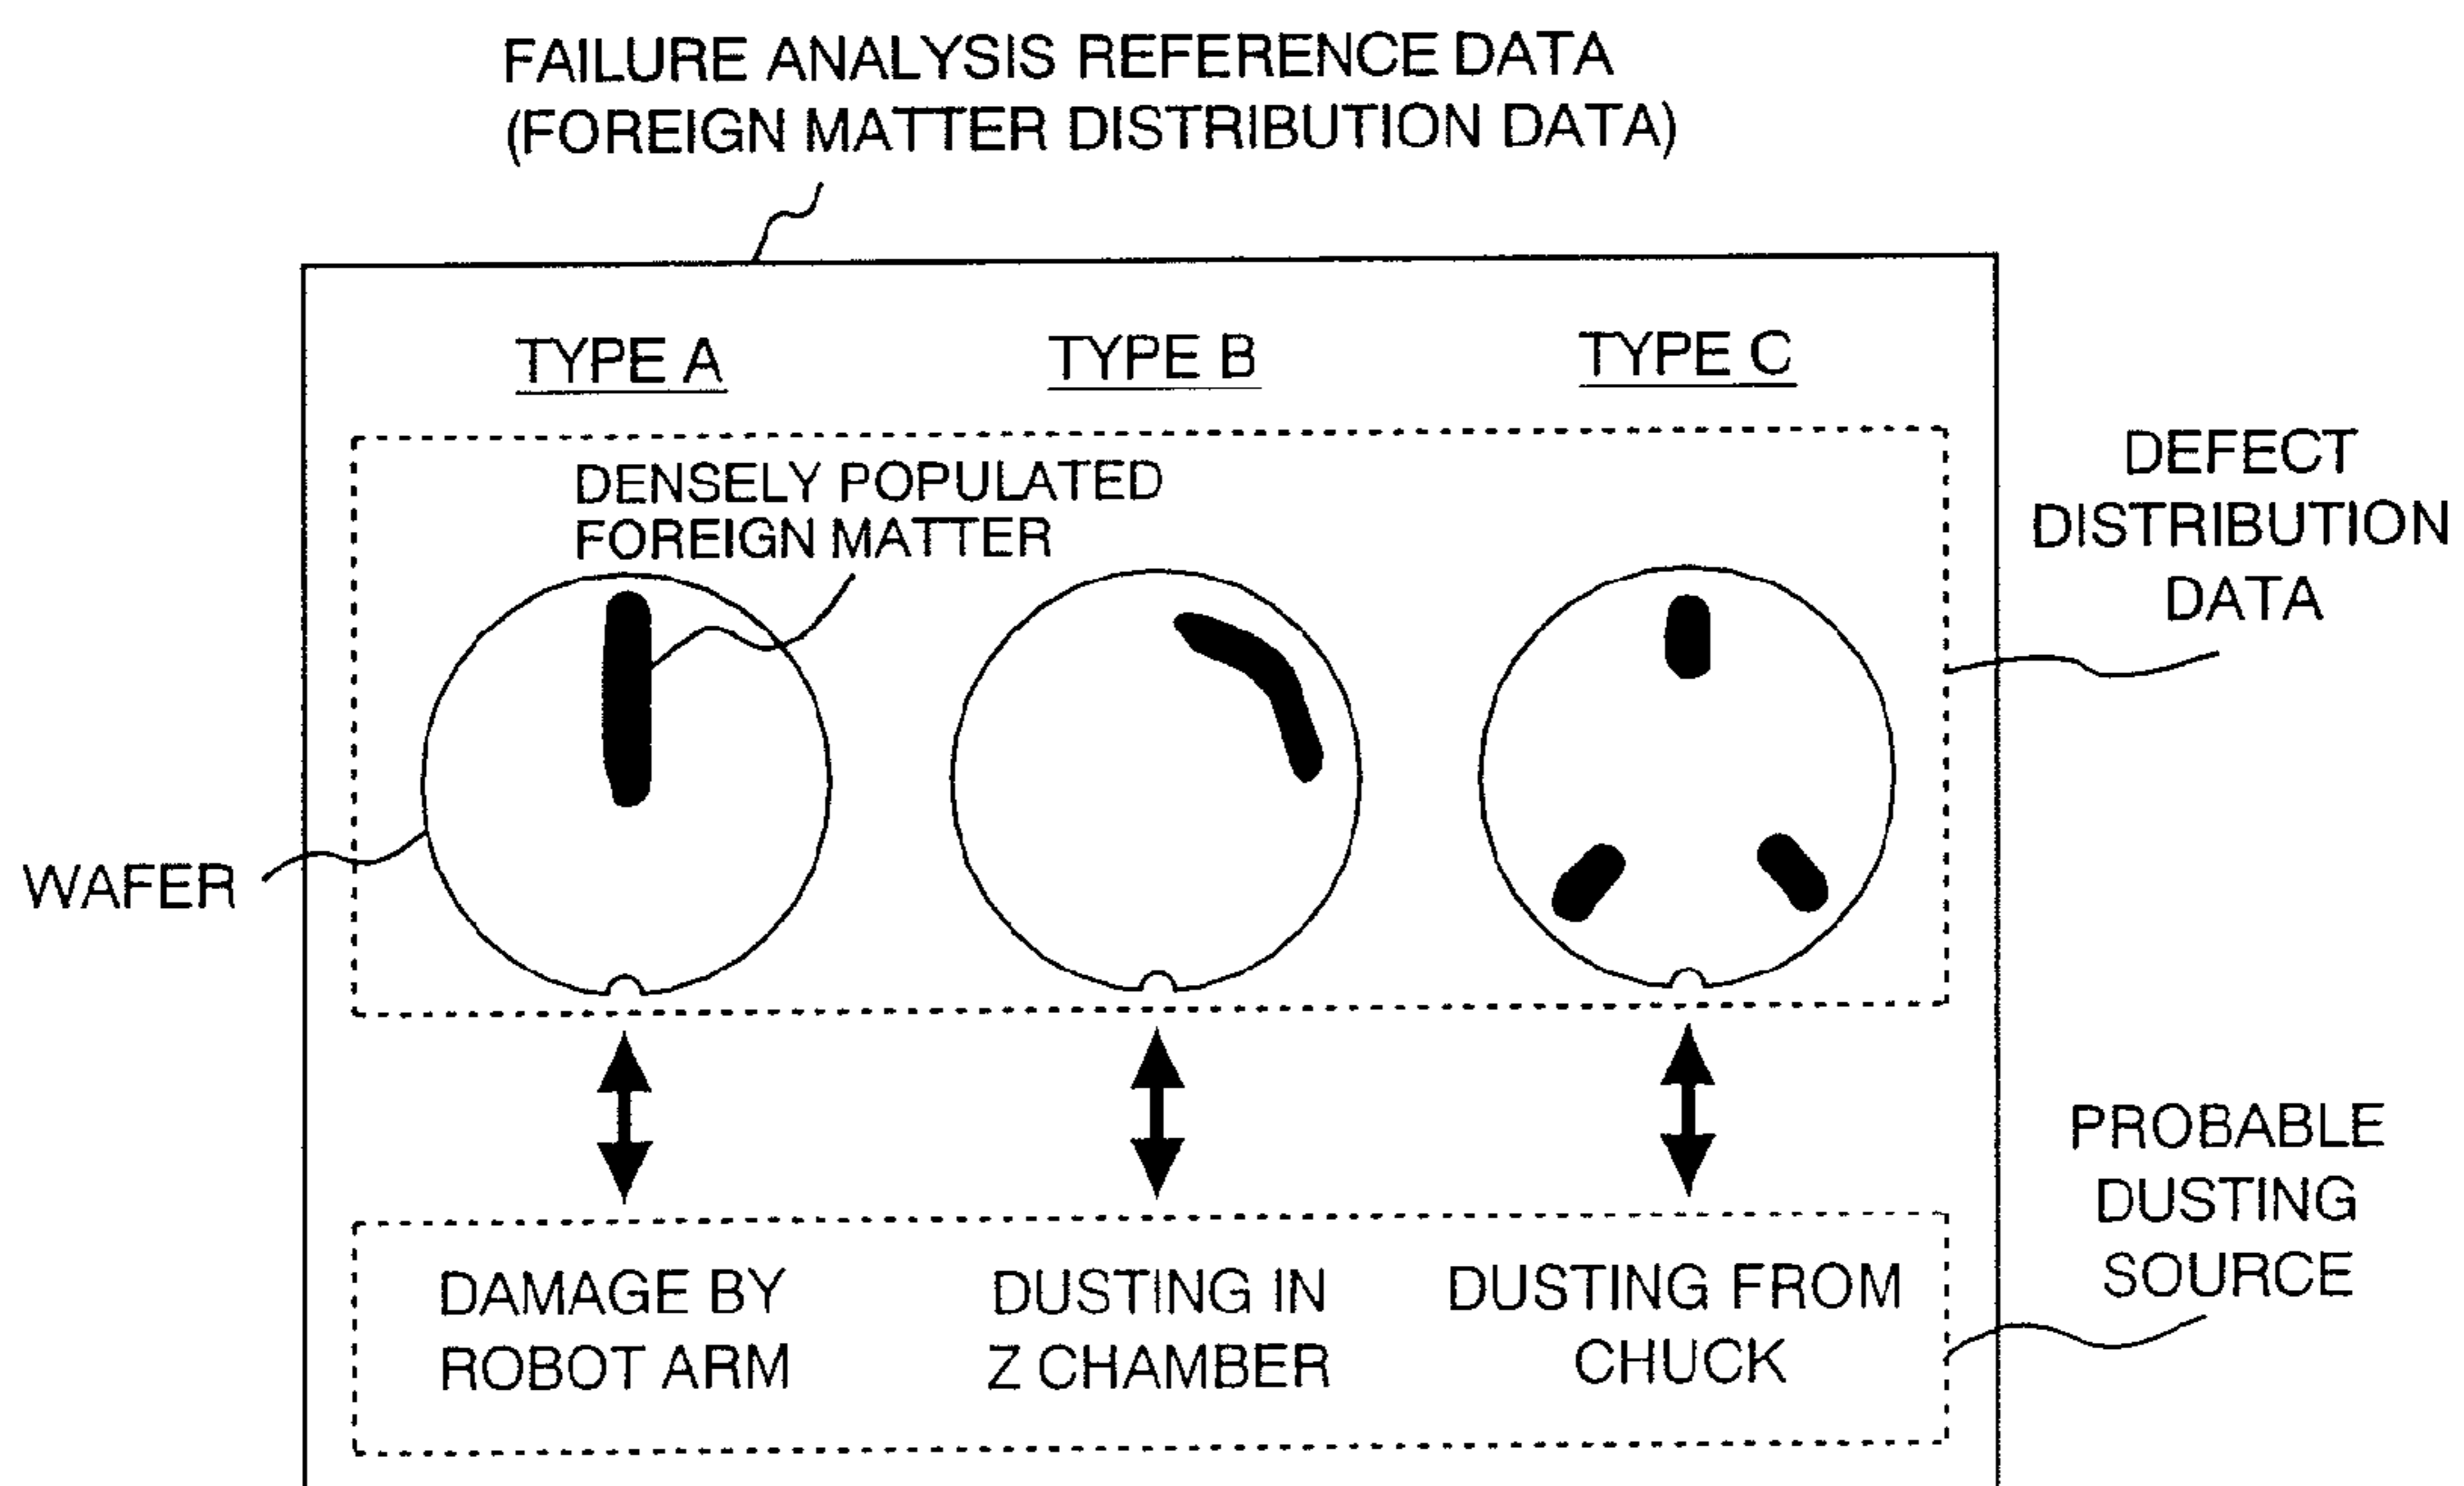 FAILURE ANALYSIS REFERENCE DATA
(FOREIGN MATTER DISTRIBUTION DATA)
TYPE A
TYPE B
TYPE C
DENSELY POPULATED
FOREIGN MATTER
DEFECT
DISTRIBUTION
DATA
WAFER
PROBABLE
DUSTING
SOURCE
DAMAGE BY
ROBOT ARM
DUSTING IN
Z CHAMBER
DUSTING FROM
CHUCK